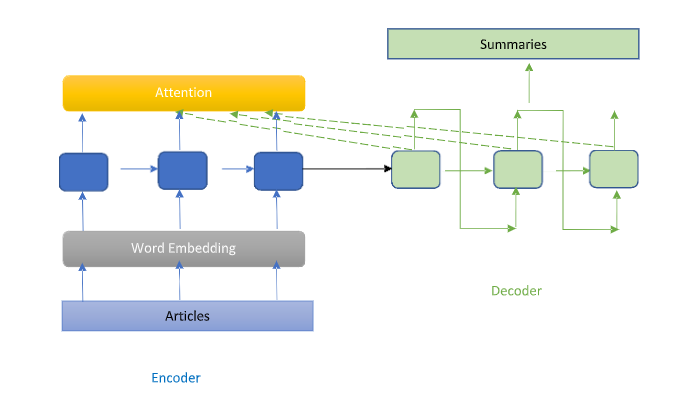 Summaries
Attention
Word Embedding
Decoder
Articles
Encoder